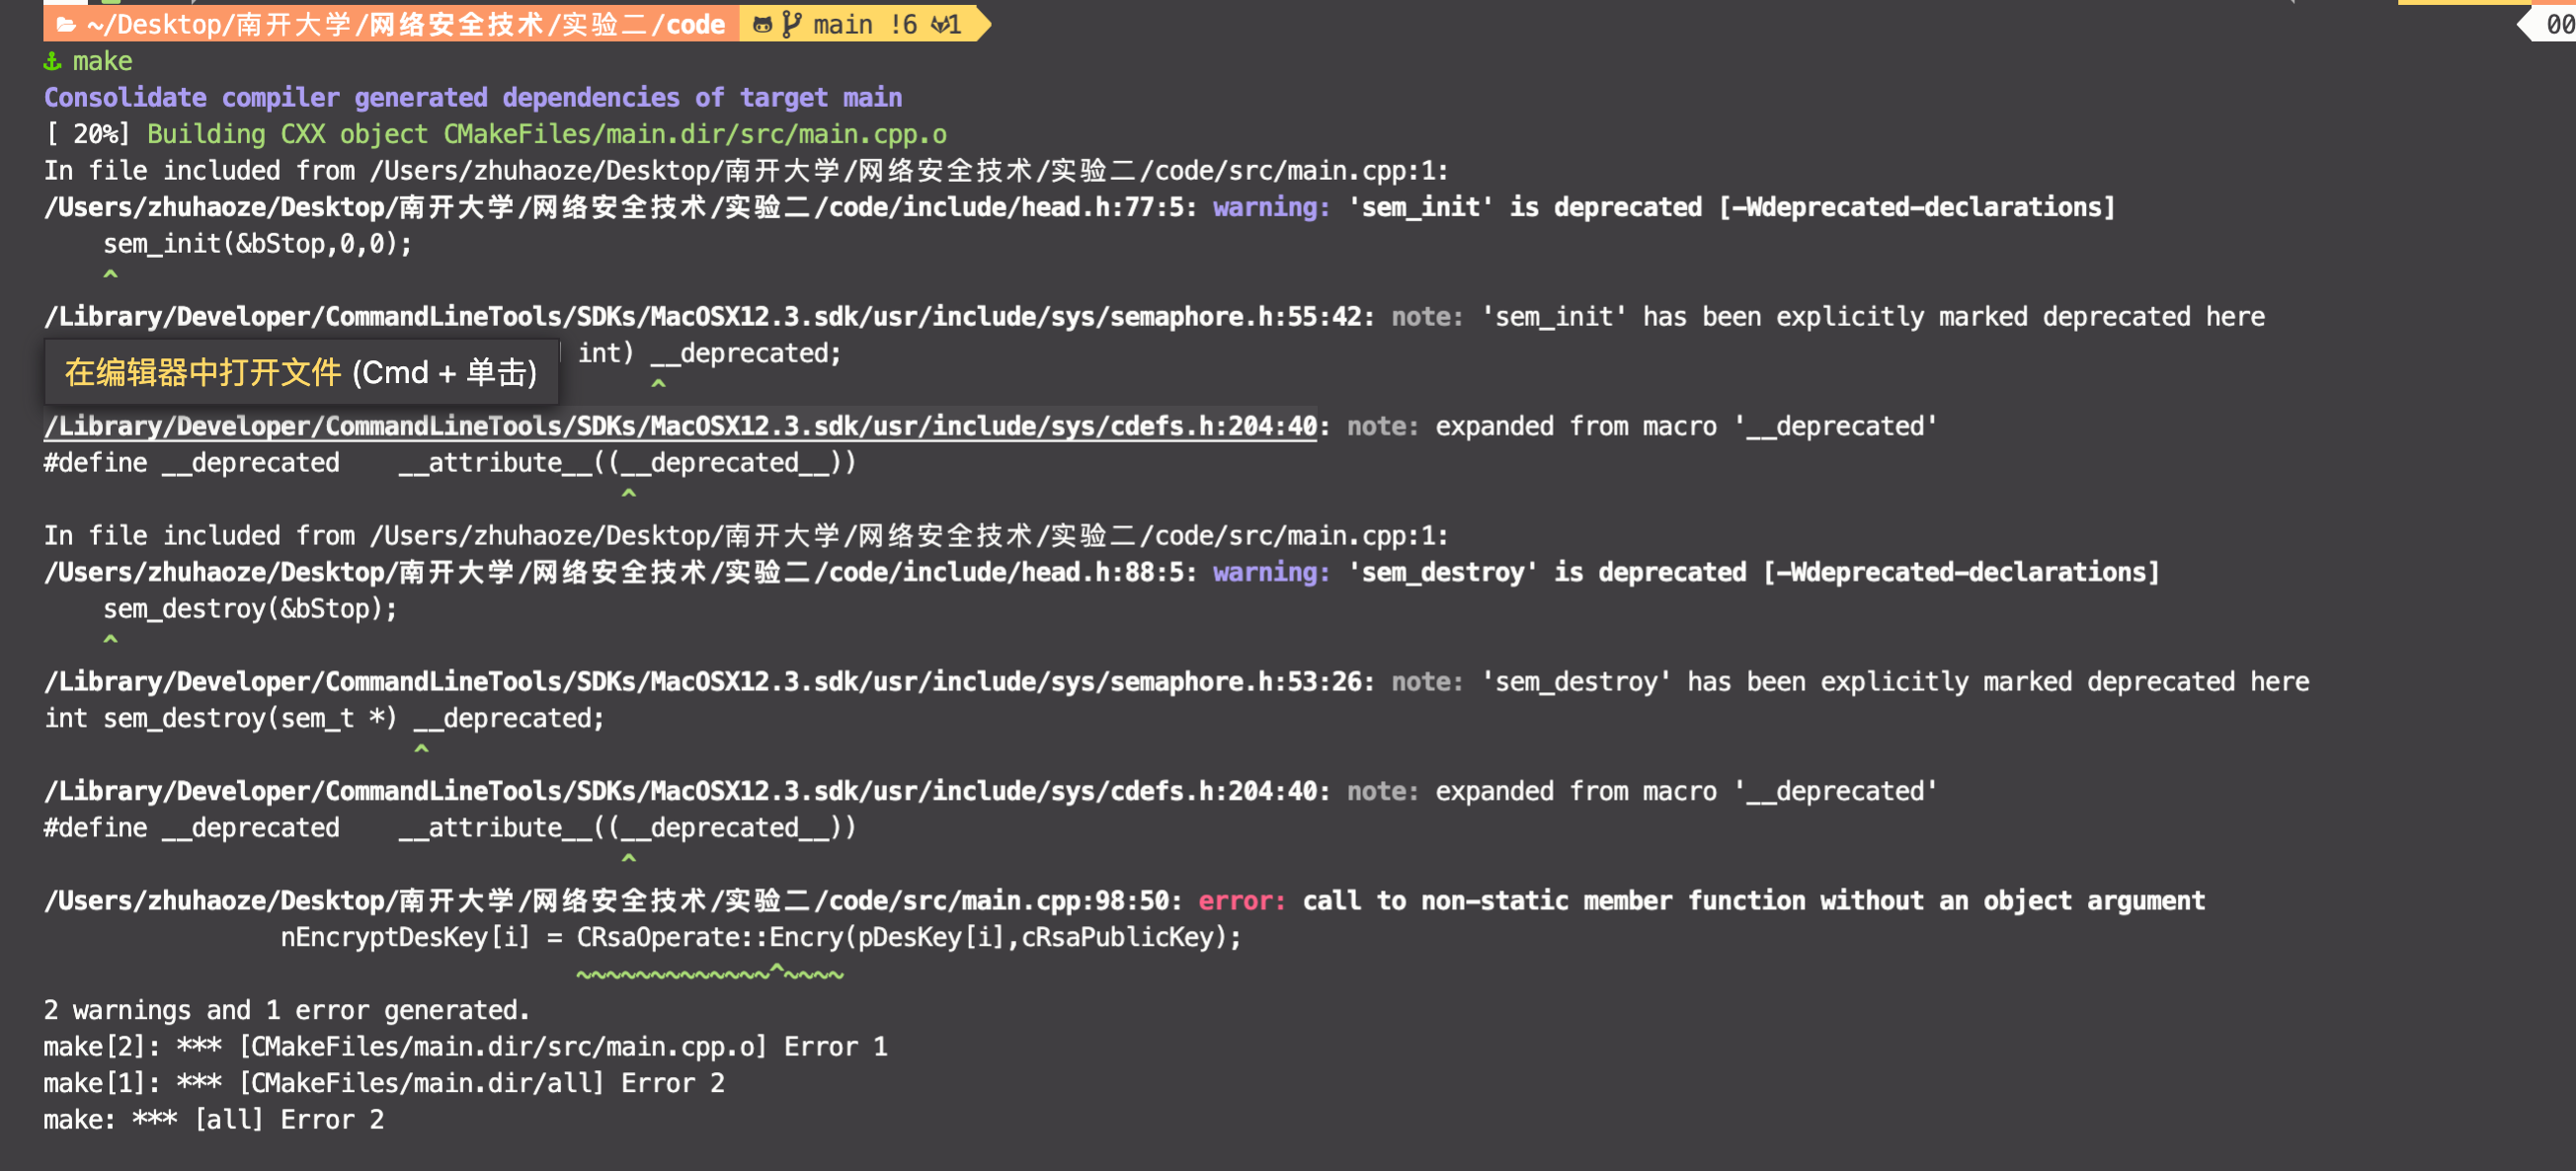 ~/Desktop/南开大学/网络安全技术/实验二/code main !6 1 00
make
Consolidate compiler generated dependencies of target main
[ 20%] Building CXX object CMakeFiles/main.dir/src/main.cpp.o
In file included from /Users/zhuhaoze/Desktop/南开大学/网络安全技术/实验二/code/src/main.cpp:1:
/Users/zhuhaoze/Desktop/南开大学/网络安全技术/实验二/code/include/head.h:77:5: warning: 'sem_init' is deprecated [-Wdeprecated-declarations]
    sem_init(&bStop,0,0);
    ^
/Library/Developer/CommandLineTools/SDKs/MacOSX12.3.sdk/usr/include/sys/semaphore.h:55:42: note: 'sem_init' has been explicitly marked deprecated here
int) __deprecated;
在编辑器中打开文件 (Cmd + 单击)
^
/Library/Developer/CommandLineTools/SDKs/MacOSX12.3.sdk/usr/include/sys/cdefs.h:204:40: note: expanded from macro '__deprecated'
#define __deprecated    __attribute__((__deprecated__))
                                       ^
In file included from /Users/zhuhaoze/Desktop/南开大学/网络安全技术/实验二/code/src/main.cpp:1:
/Users/zhuhaoze/Desktop/南开大学/网络安全技术/实验二/code/include/head.h:88:5: warning: 'sem_destroy' is deprecated [-Wdeprecated-declarations]
    sem_destroy(&bStop);
    ^
/Library/Developer/CommandLineTools/SDKs/MacOSX12.3.sdk/usr/include/sys/semaphore.h:53:26: note: 'sem_destroy' has been explicitly marked deprecated here
int sem_destroy(sem_t *) __deprecated;
                         ^
/Library/Developer/CommandLineTools/SDKs/MacOSX12.3.sdk/usr/include/sys/cdefs.h:204:40: note: expanded from macro '__deprecated'
#define __deprecated    __attribute__((__deprecated__))
                                       ^
/Users/zhuhaoze/Desktop/南开大学/网络安全技术/实验二/code/src/main.cpp:98:50: error: call to non-static member function without an object argument
                nEncryptDesKey[i] = CRsaOperate::Encry(pDesKey[i],cRsaPublicKey);
                                    ~~~~~~~~~~~~~^~~~~
2 warnings and 1 error generated.
make[2]: *** [CMakeFiles/main.dir/src/main.cpp.o] Error 1
make[1]: *** [CMakeFiles/main.dir/all] Error 2
make: *** [all] Error 2